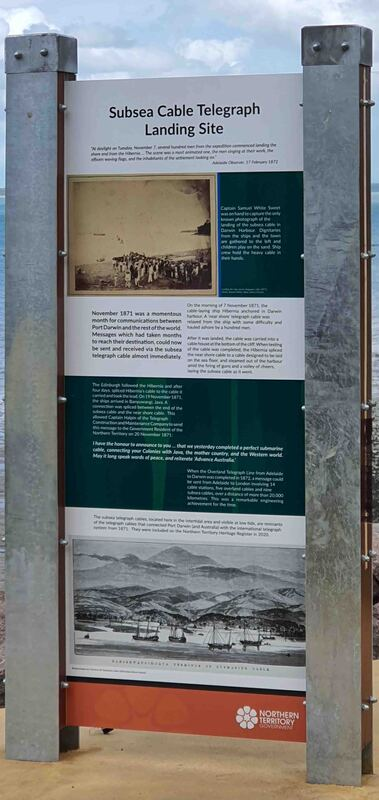 Subsea Cable Telegraph
Landing Site
"At daylight on Tuesday, November 7, several hundred men from the expedition commenced landing the
shore end from the Hibernia... The scene was a most animated one, the men singing at their work, the
officers waving flags, and the inhabitants of the settlement looking on."
Adelaide Observer, 17 February 1872
Captain Samuel White Sweet
was on hand to capture the only
known photograph of the
landing of the subsea cable in
Darwin Harbour. Dignitaries
from the ships and the town
are gathered to the left and
children play on the sand. Ship
crew hold the heavy cable in
their hands.
November 1871 was a momentous
month for communications between
Port Darwin and the rest of the world.
Messages which had taken months
to reach their destination, could now
be sent and received via the subsea
telegraph cable almost immediately.
On the morning of 7 November 1871, the
cable-laying ship Hibernia anchored in Darwin
harbour. A 'near shore' telegraph cable was
relayed from the ship with some difficulty and
hauled ashore by a hundred men.
After it was landed, the cable was carried into a
cable house at the bottom of the cliff. When testing
of the cable was completed, the Hibernia spliced
the near shore cable to a cable designed to be laid
on the sea floor, and steamed out of the harbour
amid the firing of guns and a volley of cheers,
laying the subsea cable as it went.
The Edinburgh followed the Hibernia and after
four days, spliced Hibernia's cable to the cable it
carried and took the lead. On 19 November 1871,
the ships arrived in Banjoewangi, Java. A
connection was spliced between the end of the
subsea cable and the near shore cable. This
allowed Captain Halpin of the Telegraph
Construction and Maintenance Company to send
this message to the Government Resident of the
Northern Territory on 20 November 1871:
I have the honour to announce to you ... that we yesterday completed a perfect submarine
cable, connecting your Colonies with Java, the mother country, and the Western world.
May it long speak words of peace, and reiterate 'Advance Australia.'
When the Overland Telegraph Line from Adelaide
to Darwin was completed in 1872, a message could
be sent from Adelaide to London involving 14
cable stations, five overland cables and nine
subsea cables, over a distance of more than 20,000
kilometres. This was a remarkable engineering
achievement for the time.
The subsea telegraph cables, located here in the intertidal area and visible at low tide, are remnants
of the telegraph cables that connected Port Darwin (and Australia) with the international telegraph
system from 1871. They were included on the Northern Territory Heritage Register in 2020.
NORTHERN
TERRITORY
GOVERNMENT